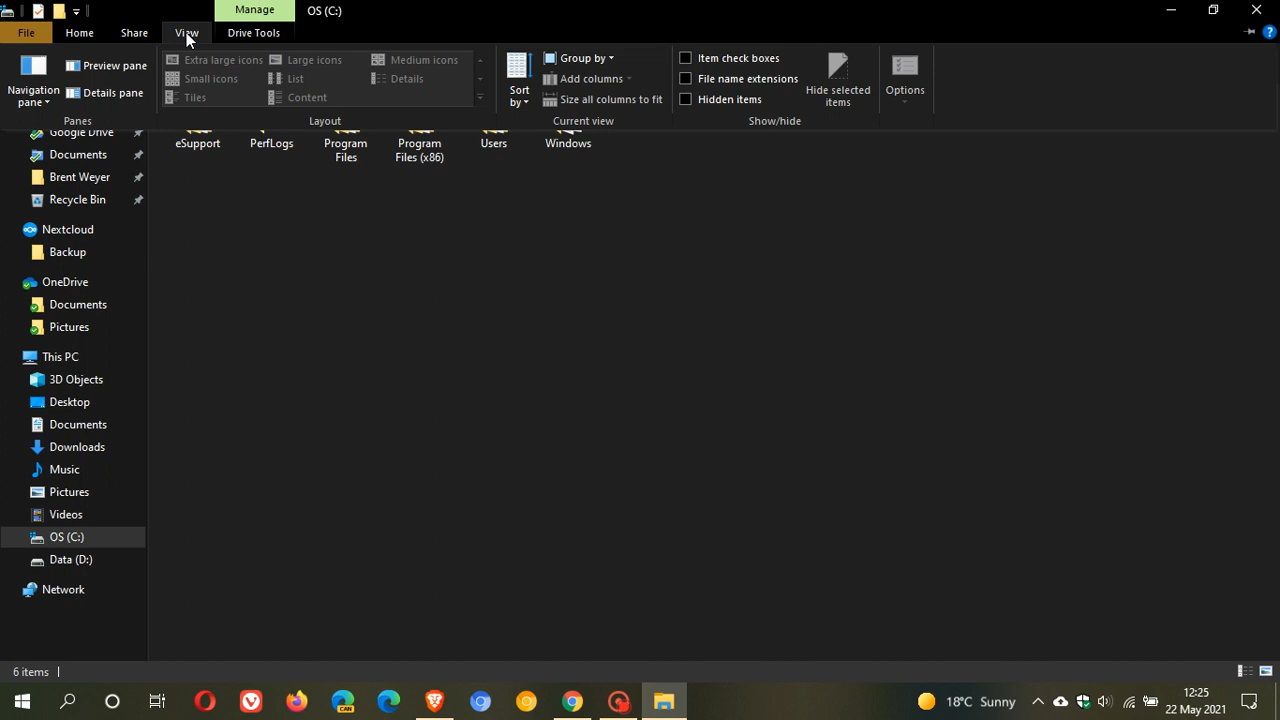 Manage OS (C:)
File Home Share View Drive Tools
Navigation pane
Preview pane
Details pane
Panes
Extra large icons Large icons Medium icons
Small icons List Details
Tiles Content
Layout
Sort by
Group by
Add columns
Size all columns to fit
Current view
Item check boxes
File name extensions
Hidden items
Hide selected items
Show/hide
Options
Google Drive
Documents
Brent Weyer
Recycle Bin
Nextcloud
Backup
OneDrive
Documents
Pictures
This PC
3D Objects
Desktop
Documents
Downloads
Music
Pictures
Videos
OS (C:)
Data (D:)
Network
eSupport
PerfLogs
Program Files
Program Files (x86)
Users
Windows
6 items
CAN
18°C Sunny
12:25
22 May 2021